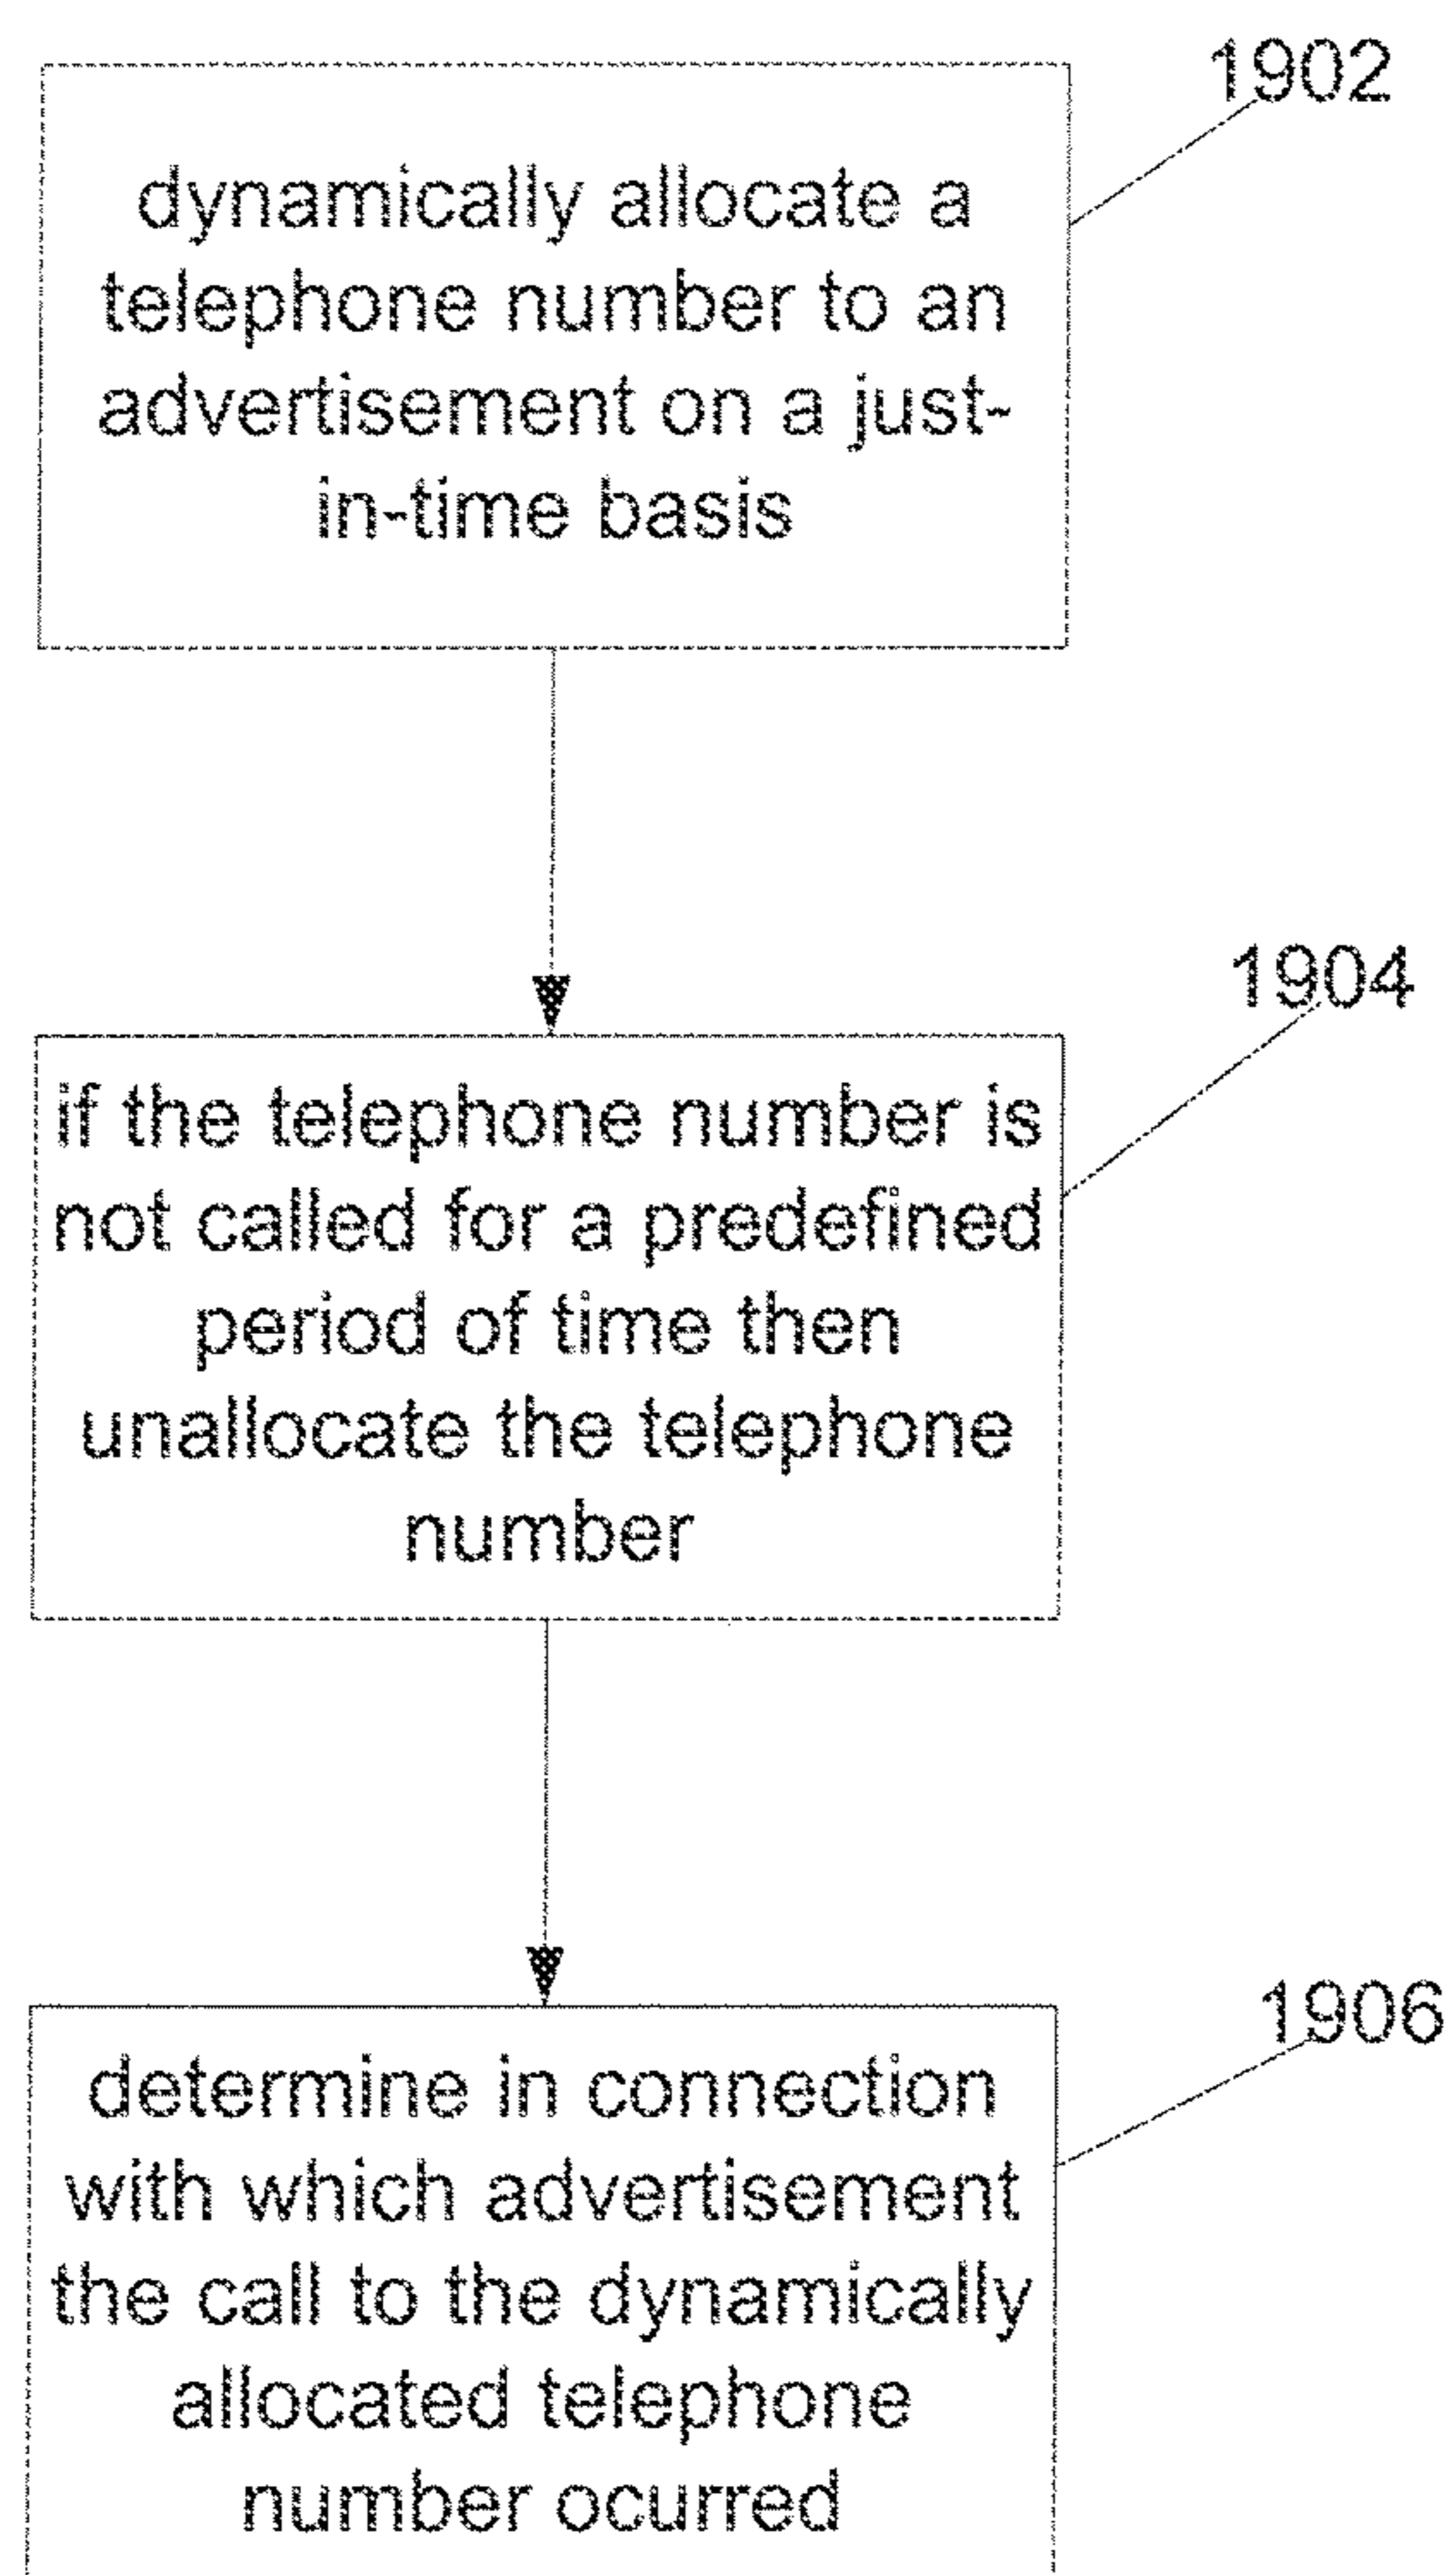 1902
dynamically allocate a
telephone number to an
advertisement on a just-
in-time basis
1904
if the telephone number is
not called for a predefined
period of time then
unallocate the telephone
number
1906
determine in connection
with which advertisement
the call to the dynamically
allocated telephone
number ocurred